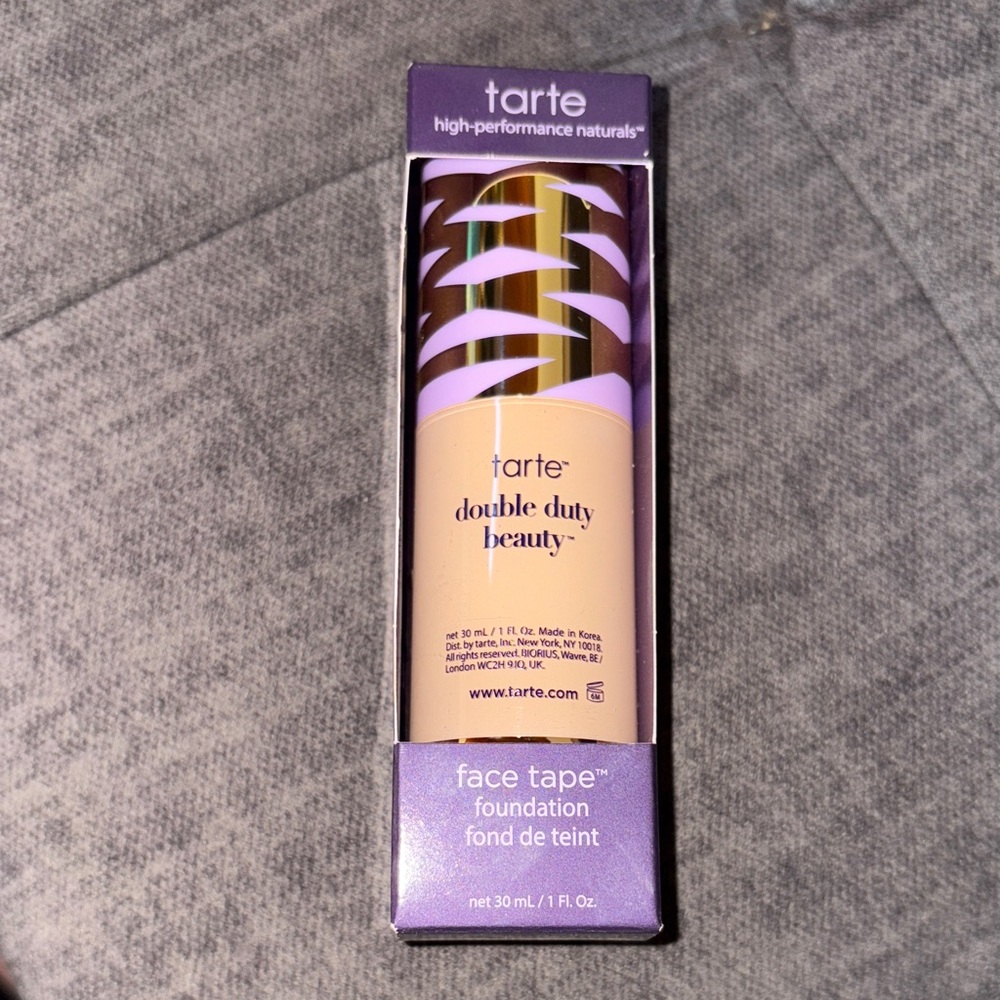 tarte
high-performance naturals™
tarte™
double duty
beauty™
net 30 mL / 1 Fl. Oz. Made in Korea.
Dist. by tarte, Inc. New York, NY 10018.
All rights reserved. BIORIUS, Wavre, BE /
London WC2H 9JQ, UK.
www.tarte.com
6M
face tape™
foundation
fond de teint
net 30 mL / 1 Fl. Oz.